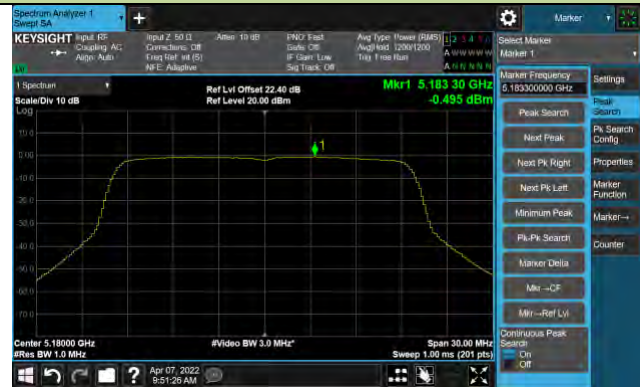 Spectrum Analyzer 1
Swept SA
Marker
KEYSIGHT
Input: RF
Coupling: AC
Align: Auto
Input Z: 50 Ω
Corrections: Off
Freq Ref: Int (S)
NFE: Adaptive
Atten: 10 dB
PNO: Fast
Gate: Off
IF Gain: Low
Sig Track: Off
Avg Type: Power (RMS)
Avg|Hold: 1200/1200
Trig: Free Run
1 2 3 4 5 6
A W W W W W
A N N N N N
Select Marker
Marker 1
1 Spectrum
Scale/Div 10 dB
Log
Ref Lvl Offset 22.40 dB
Ref Level 20.00 dBm
Mkr1 5.183 30 GHz
-0.495 dBm
10.0
0.00
-10.0
-20.0
-30.0
-40.0
-50.0
-60.0
-70.0
1
Center 5.18000 GHz
#Res BW 1.0 MHz
#Video BW 3.0 MHz*
Span 30.00 MHz
Sweep 1.00 ms (201 pts)
Marker Frequency
5.183300000 GHz
Peak Search
Next Peak
Next Pk Right
Next Pk Left
Minimum Peak
Pk-Pk Search
Marker Delta
Mkr→CF
Mkr→Ref Lvl
Continuous Peak
Search
On
Off
Settings
Peak
Search
Pk Search
Config
Properties
Marker
Function
Marker→
Counter
?
Apr 07, 2022
9:51:26 AM